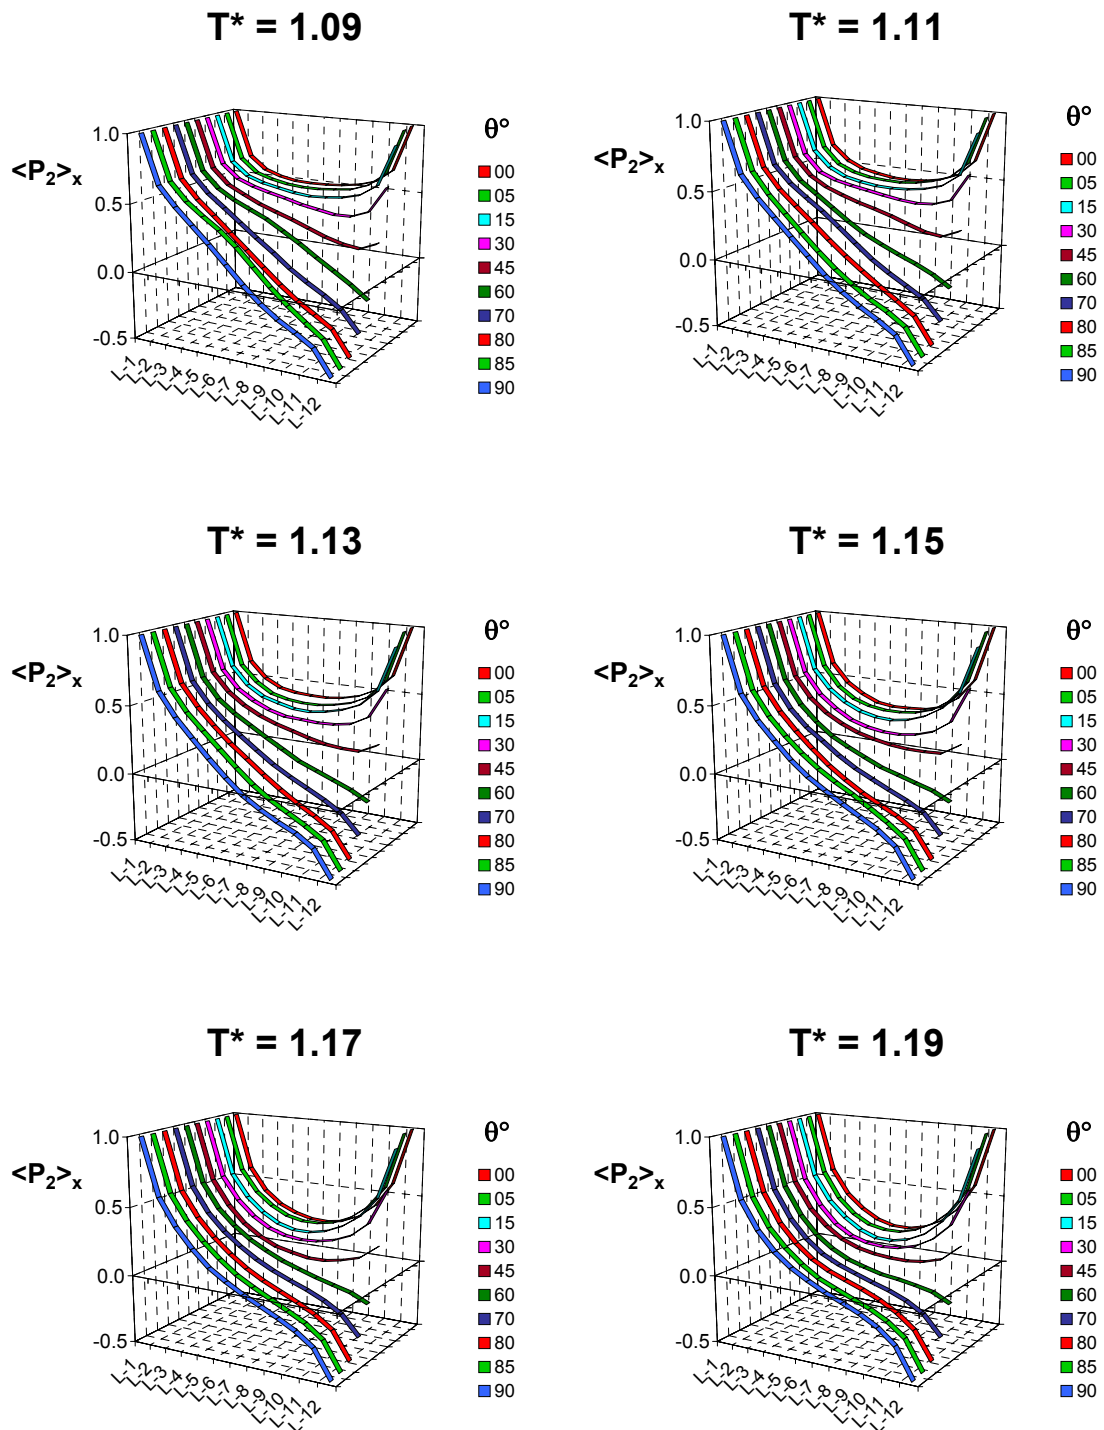 T* = 1.09
T* = 1.11
<P₂>ₓ
1.0
0.5
0.0
-0.5
L-1
L-2
L-3
L-4
L-5
L-6
L-7
L-8
L-9
L-10
L-11
L-12
θ°
00
05
15
30
45
60
70
80
85
90
<P₂>ₓ
1.0
0.5
0.0
-0.5
L-1
L-2
L-3
L-4
L-5
L-6
L-7
L-8
L-9
L-10
L-11
L-12
θ°
00
05
15
30
45
60
70
80
85
90
T* = 1.13
T* = 1.15
<P₂>ₓ
1.0
0.5
0.0
-0.5
L-1
L-2
L-3
L-4
L-5
L-6
L-7
L-8
L-9
L-10
L-11
L-12
θ°
00
05
15
30
45
60
70
80
85
90
<P₂>ₓ
1.0
0.5
0.0
-0.5
L-1
L-2
L-3
L-4
L-5
L-6
L-7
L-8
L-9
L-10
L-11
L-12
θ°
00
05
15
30
45
60
70
80
85
90
T* = 1.17
T* = 1.19
<P₂>ₓ
1.0
0.5
0.0
-0.5
L-1
L-2
L-3
L-4
L-5
L-6
L-7
L-8
L-9
L-10
L-11
L-12
θ°
00
05
15
30
45
60
70
80
85
90
<P₂>ₓ
1.0
0.5
0.0
-0.5
L-1
L-2
L-3
L-4
L-5
L-6
L-7
L-8
L-9
L-10
L-11
L-12
θ°
00
05
15
30
45
60
70
80
85
90